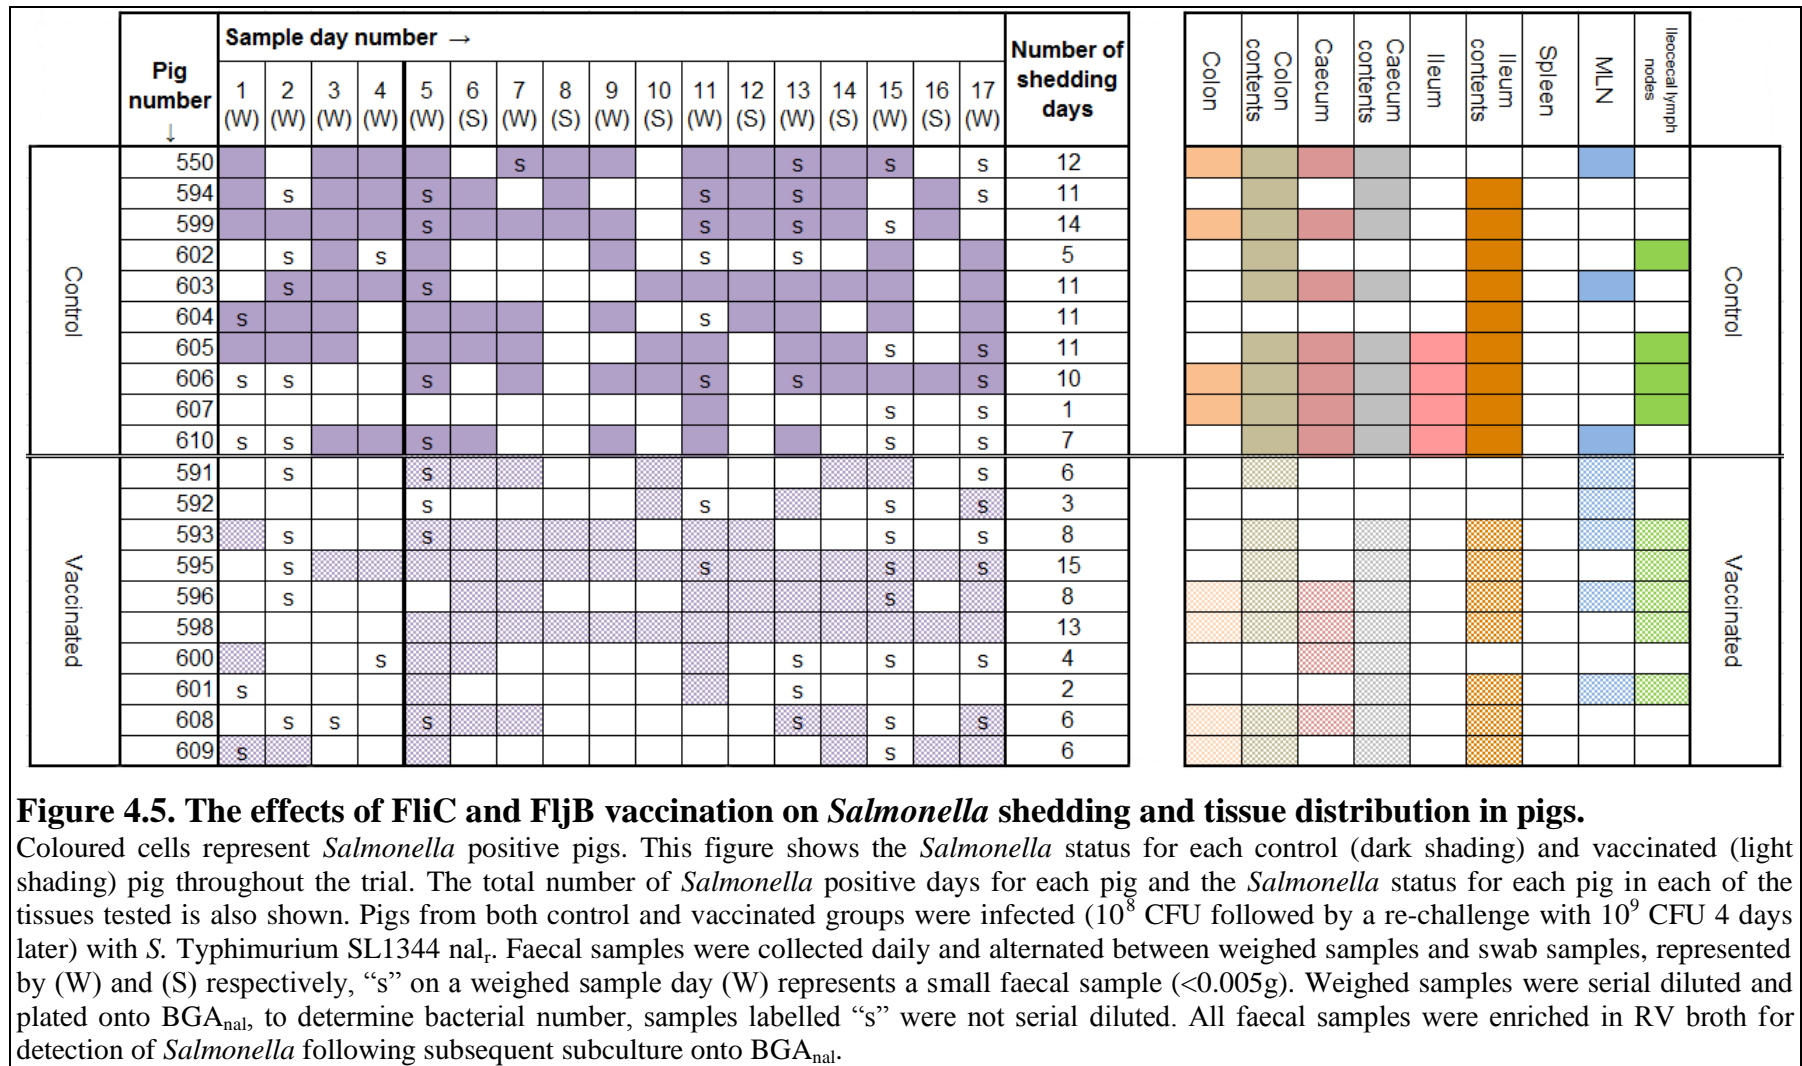 Pig number ↓ Sample day number → Number of shedding days Colon Colon contents Caecum Caecum contents Ileum Ileum contents Spleen MLN Ileocecal lymph nodes
1 (W) 2 (W) 3 (W) 4 (W) 5 (W) 6 (S) 7 (W) 8 (S) 9 (W) 10 (S) 11 (W) 12 (S) 13 (W) 14 (S) 15 (W) 16 (S) 17 (W)
Control Control
550 s s s s 12
594 s s s s s 11
599 s s s s 14
602 s s s s 5
603 s s 11
604 s s 11
605 s s 11
606 s s s s s s 10
607 s s 1
610 s s s s s 7
Vaccinated Vaccinated
591 s s s 6
592 s s s s 3
593 s s s s 8
595 s s s s 15
596 s s 8
598 13
600 s s s s 4
601 s s 2
608 s s s s s s 6
609 s s 6
Figure 4.5. The effects of FliC and FljB vaccination on Salmonella shedding and tissue distribution in pigs.
Coloured cells represent Salmonella positive pigs. This figure shows the Salmonella status for each control (dark shading) and vaccinated (light
shading) pig throughout the trial. The total number of Salmonella positive days for each pig and the Salmonella status for each pig in each of the
tissues tested is also shown. Pigs from both control and vaccinated groups were infected (10⁸ CFU followed by a re-challenge with 10⁹ CFU 4 days
later) with S. Typhimurium SL1344 nalr. Faecal samples were collected daily and alternated between weighed samples and swab samples, represented
by (W) and (S) respectively, “s” on a weighed sample day (W) represents a small faecal sample (<0.005g). Weighed samples were serial diluted and
plated onto BGAnal, to determine bacterial number, samples labelled “s” were not serial diluted. All faecal samples were enriched in RV broth for
detection of Salmonella following subsequent subculture onto BGAnal.